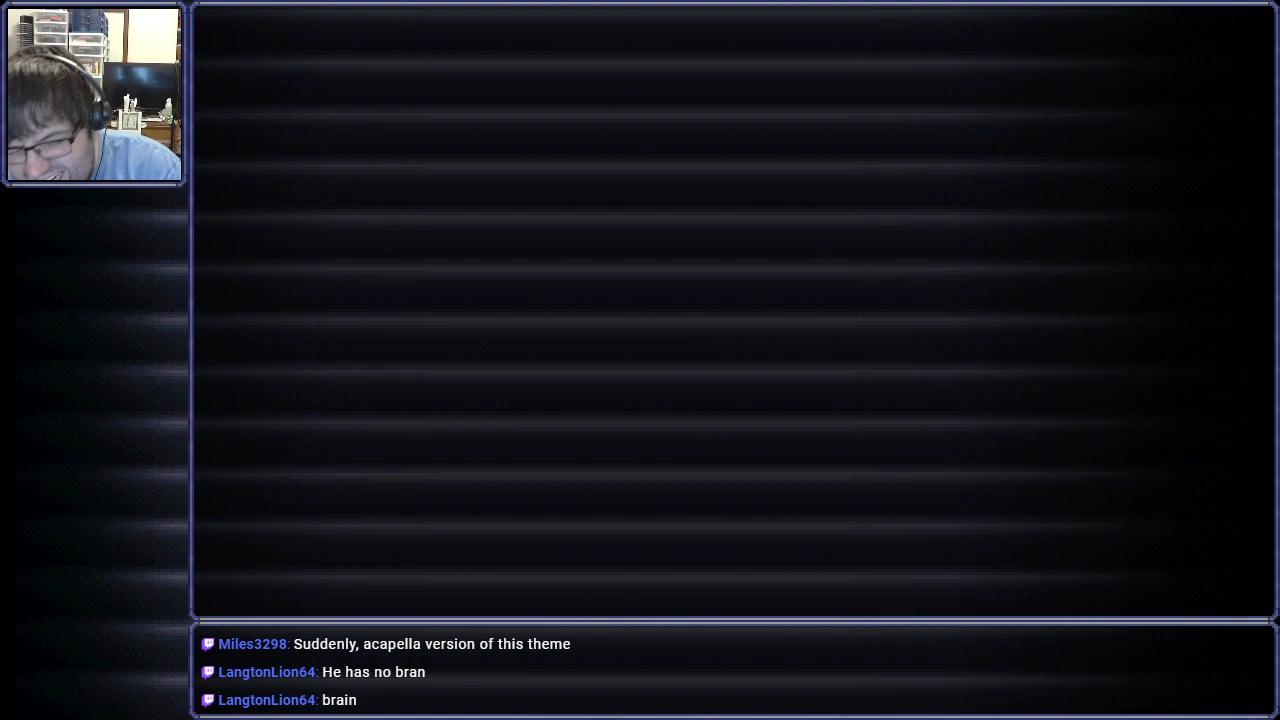 Miles3298: Suddenly, acapella version of this theme
LangtonLion64: He has no bran
LangtonLion64: brain